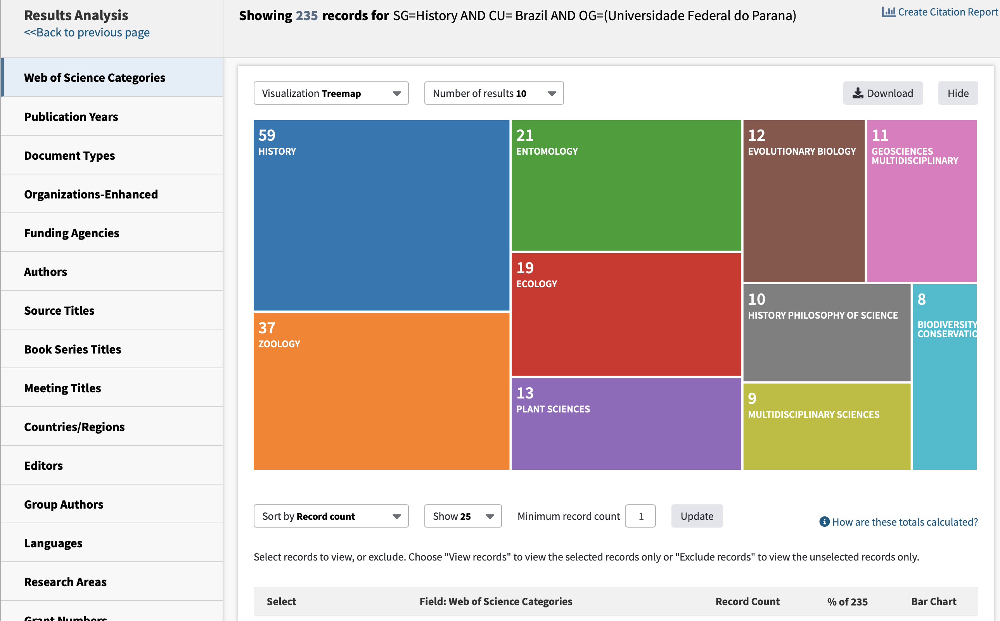 Results Analysis
<<Back to previous page
Showing 235 records for SG=History AND CU= Brazil AND OG=(Universidade Federal do Parana)
Create Citation Report
Web of Science Categories
Publication Years
Document Types
Organizations-Enhanced
Funding Agencies
Authors
Source Titles
Book Series Titles
Meeting Titles
Countries/Regions
Editors
Group Authors
Languages
Research Areas
Grant Numbers
Visualization Treemap
Number of results 10
Download
Hide
59
HISTORY
37
ZOOLOGY
21
ENTOMOLOGY
19
ECOLOGY
13
PLANT SCIENCES
12
EVOLUTIONARY BIOLOGY
11
GEOSCIENCES
MULTIDISCIPLINARY
10
HISTORY PHILOSOPHY OF SCIENCE
9
MULTIDISCIPLINARY SCIENCES
8
BIODIVERSITY
CONSERVATIO
Sort by Record count
Show 25
Minimum record count 1
Update
How are these totals calculated?
Select records to view, or exclude. Choose "View records" to view the selected records only or "Exclude records" to view the unselected records only.
Select
Field: Web of Science Categories
Record Count
% of 235
Bar Chart